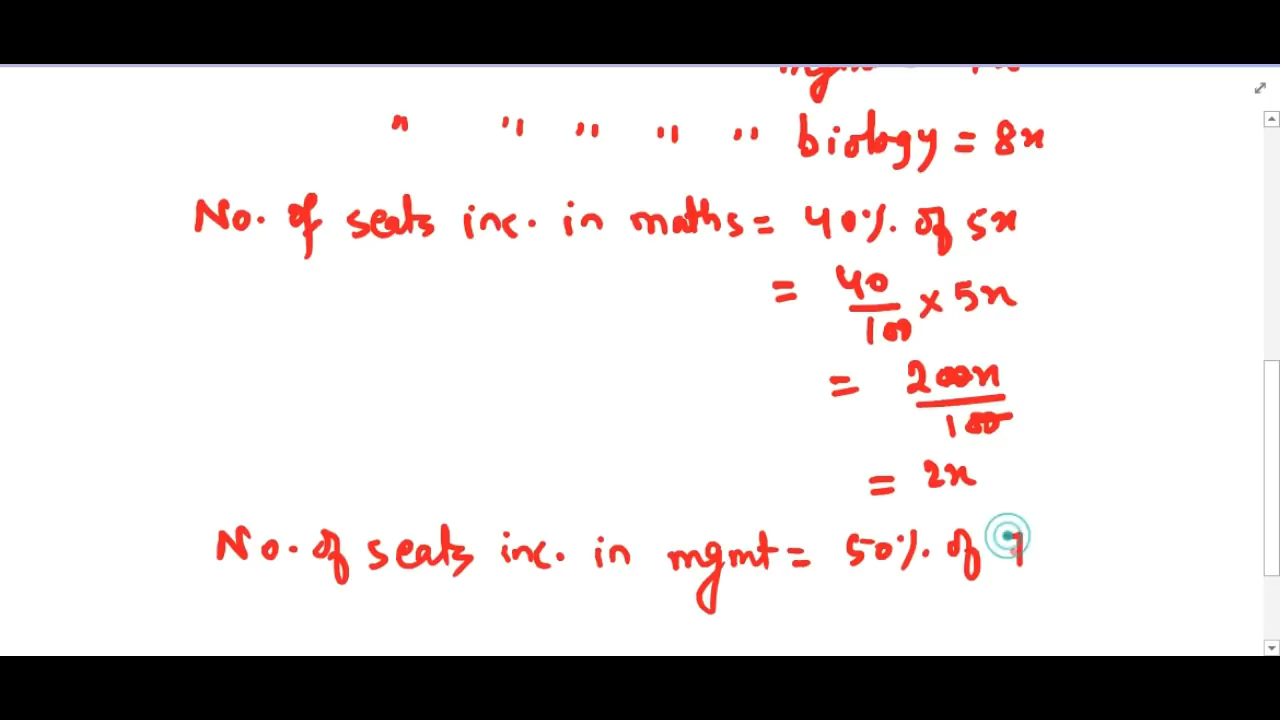 " " " " " biology = 8x
No. of seats inc. in maths = 40% of 5x
= 40/100 × 5x
= 200x/100
= 2x
No. of seats inc. in mgmt = 50% of 7